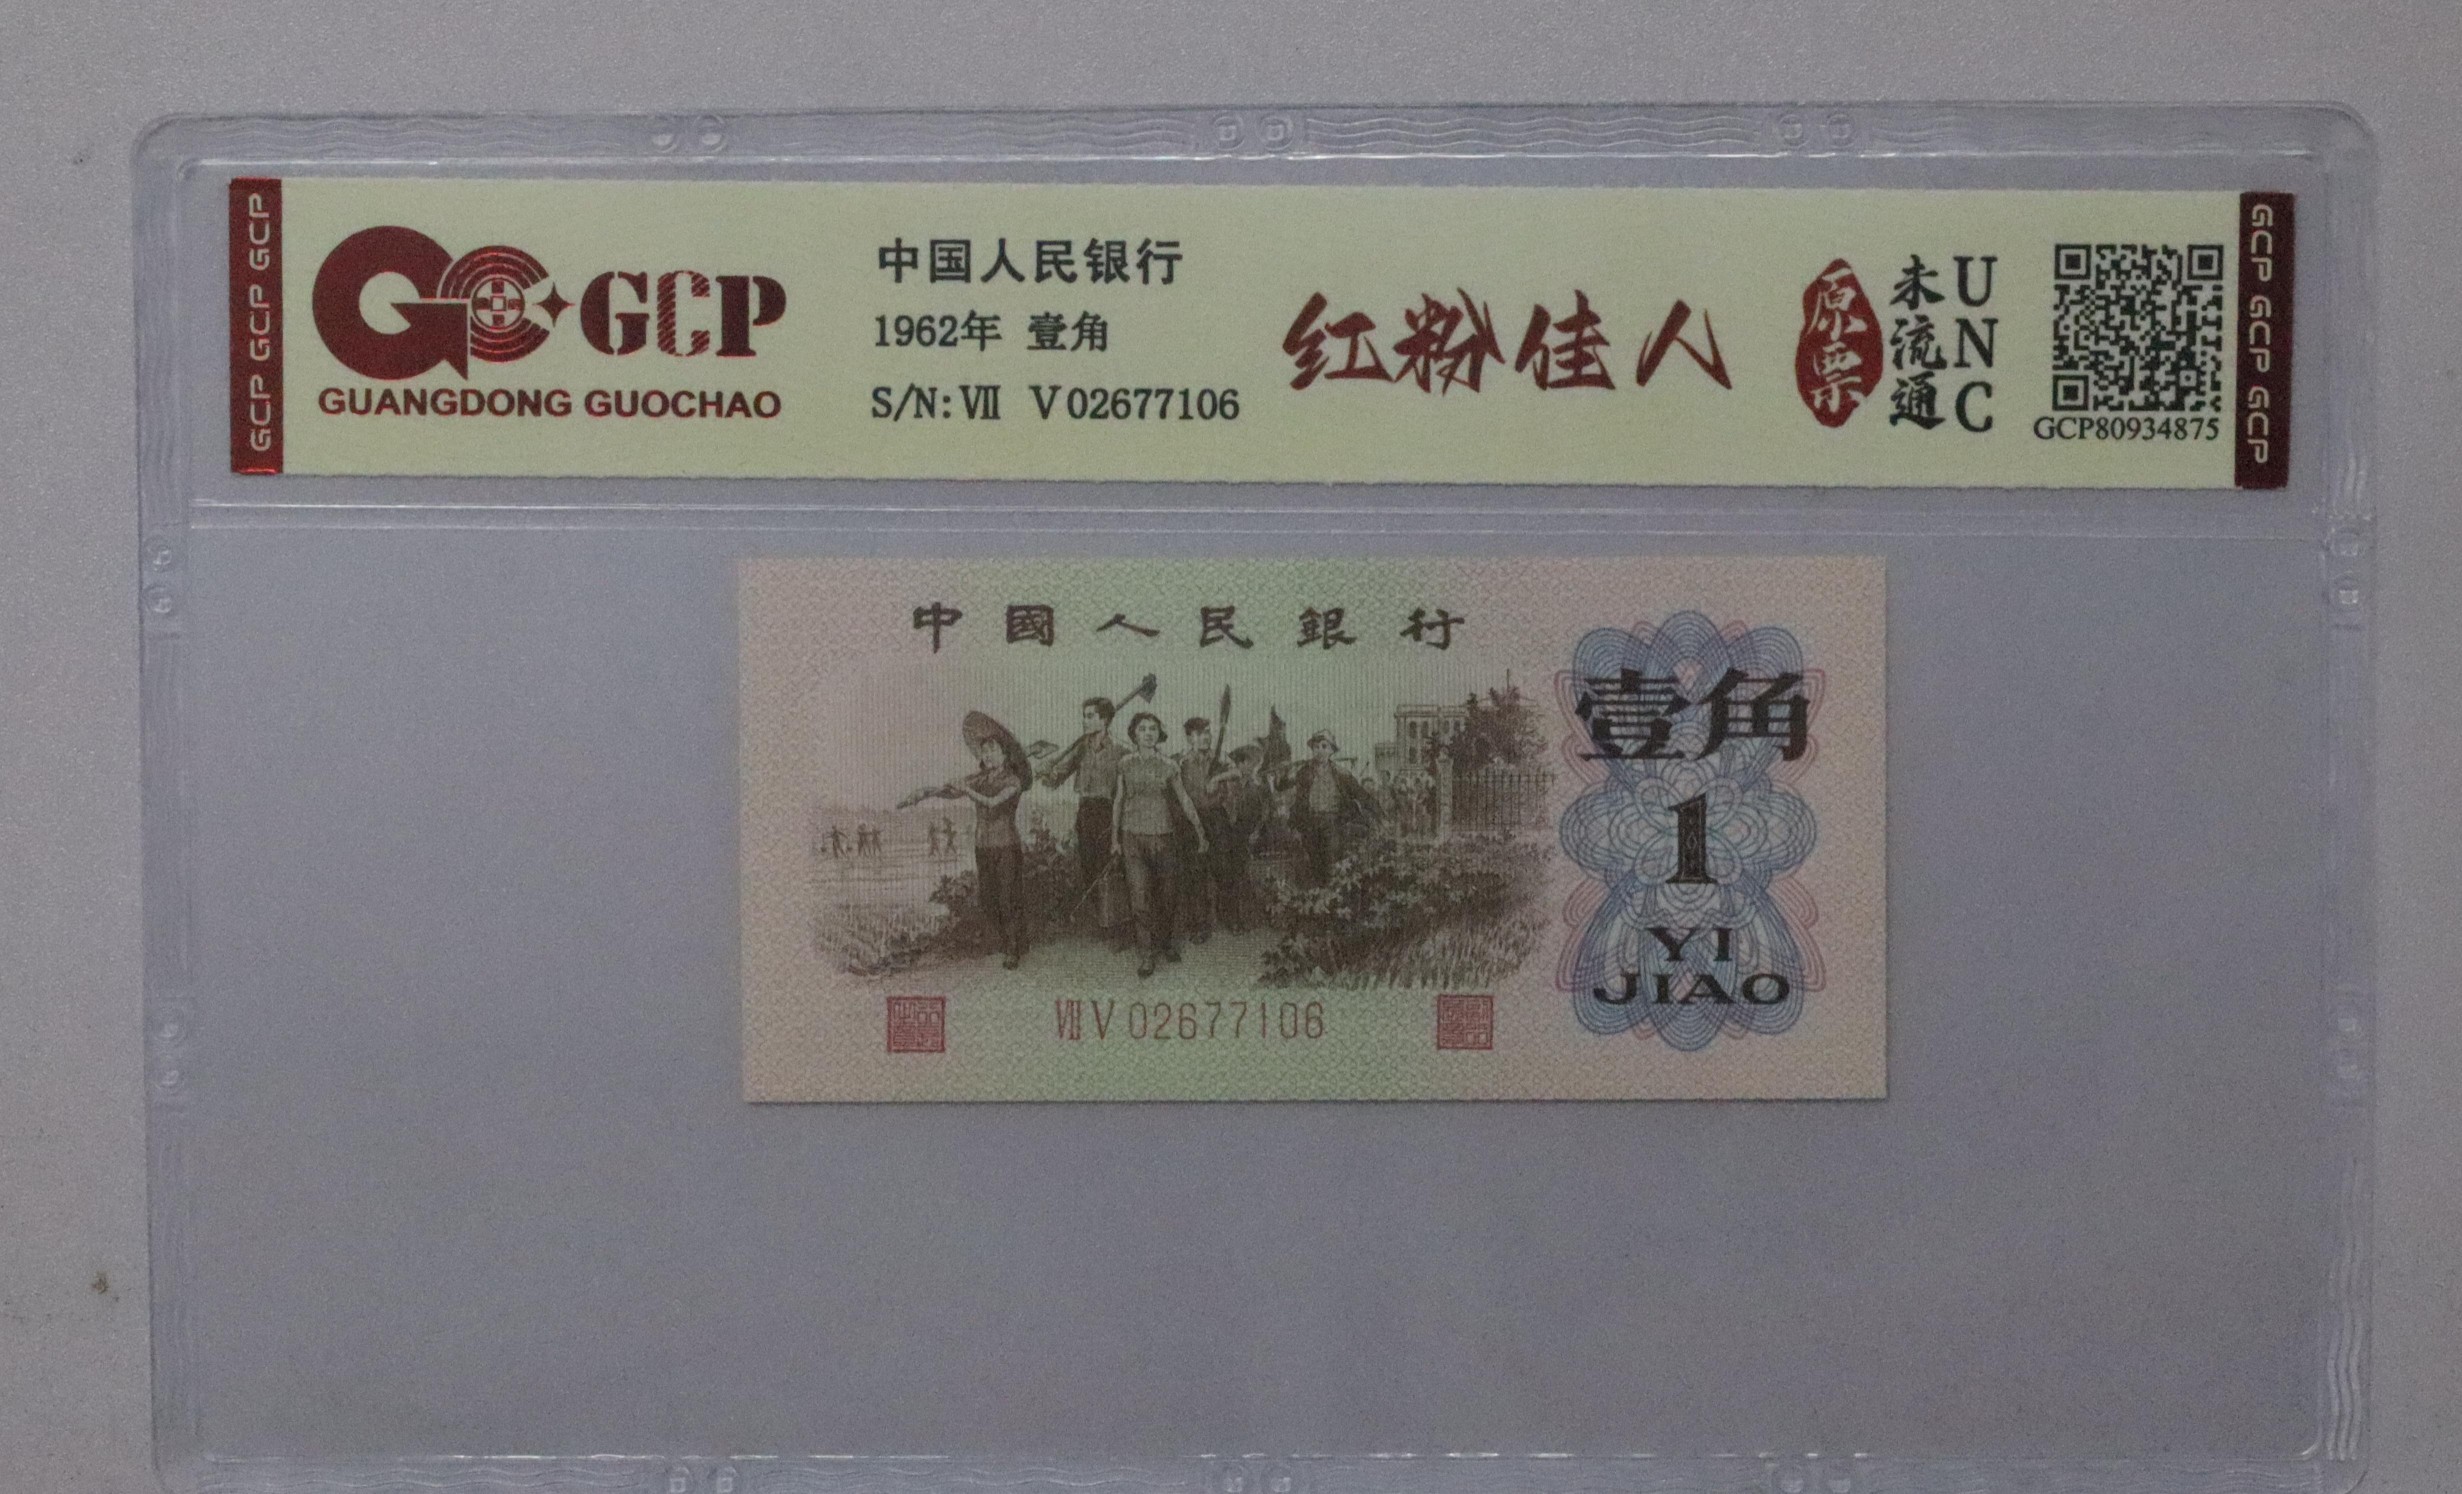 GCP GCP GCP
GCP
GUANGDONG GUOCHAO
中国人民银行
1962年 壹角
S/N: Ⅶ V 02677106
红粉佳人
原票
未流通
UNC
GCP80934875
GCP GCP GCP
中國人民銀行
壹角
1
YI
JIAO
Ⅶ V 02677106